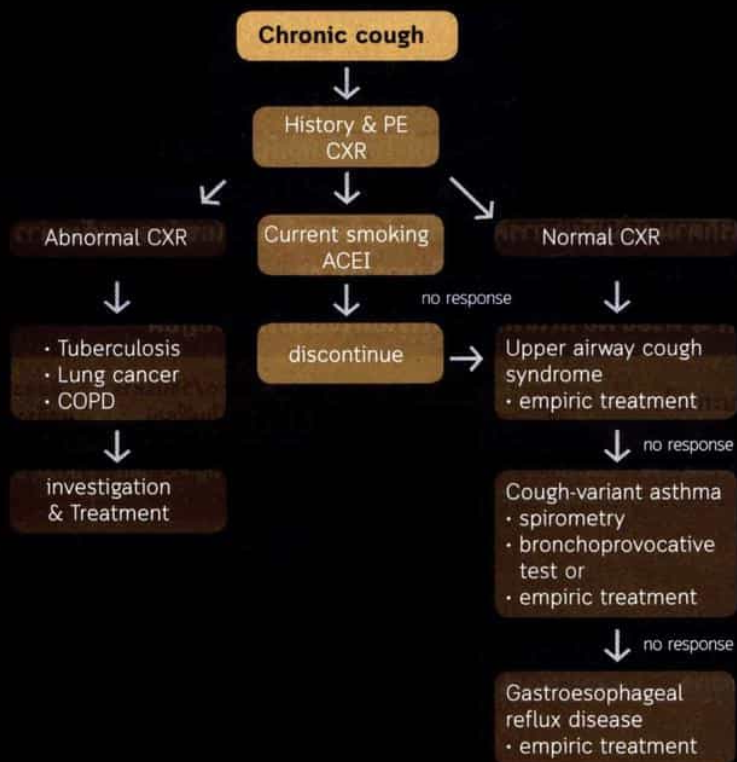 Chronic cough
History & PE
CXR
Abnormal CXR
Current smoking
ACEI
Normal CXR
no response
· Tuberculosis
· Lung cancer
· COPD
discontinue
Upper airway cough
syndrome
· empiric treatment
no response
investigation
& Treatment
Cough-variant asthma
· spirometry
· bronchoprovocative
test or
· empiric treatment
no response
Gastroesophageal
reflux disease
· empiric treatment